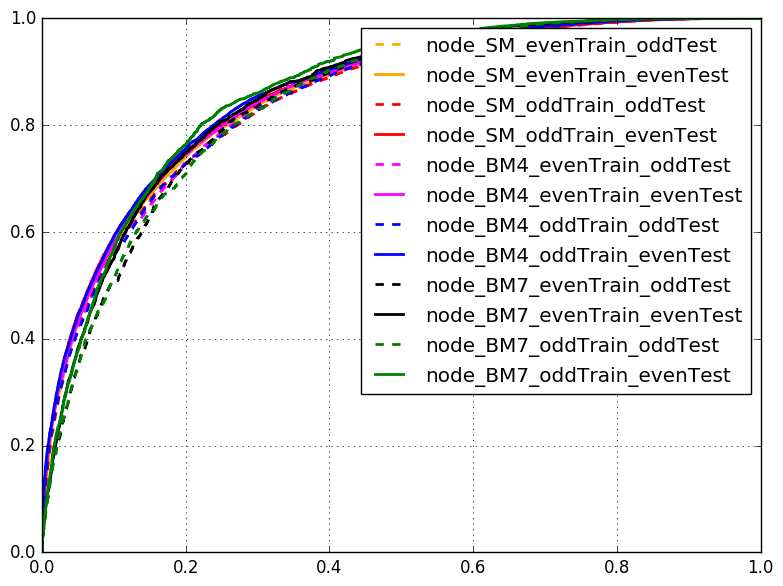 1.0
0.8
0.6
0.4
0.2
0.0
node_SM_evenTrain_oddTest
node_SM_evenTrain_evenTest
node_SM_oddTrain_oddTest
node_SM_oddTrain_evenTest
node_BM4_evenTrain_oddTest
node_BM4_evenTrain_evenTest
node_BM4_oddTrain_oddTest
node_BM4_oddTrain_evenTest
node_BM7_evenTrain_oddTest
node_BM7_evenTrain_evenTest
node_BM7_oddTrain_oddTest
node_BM7_oddTrain_evenTest
0.0 0.2 0.4 0.6 0.8 1.0